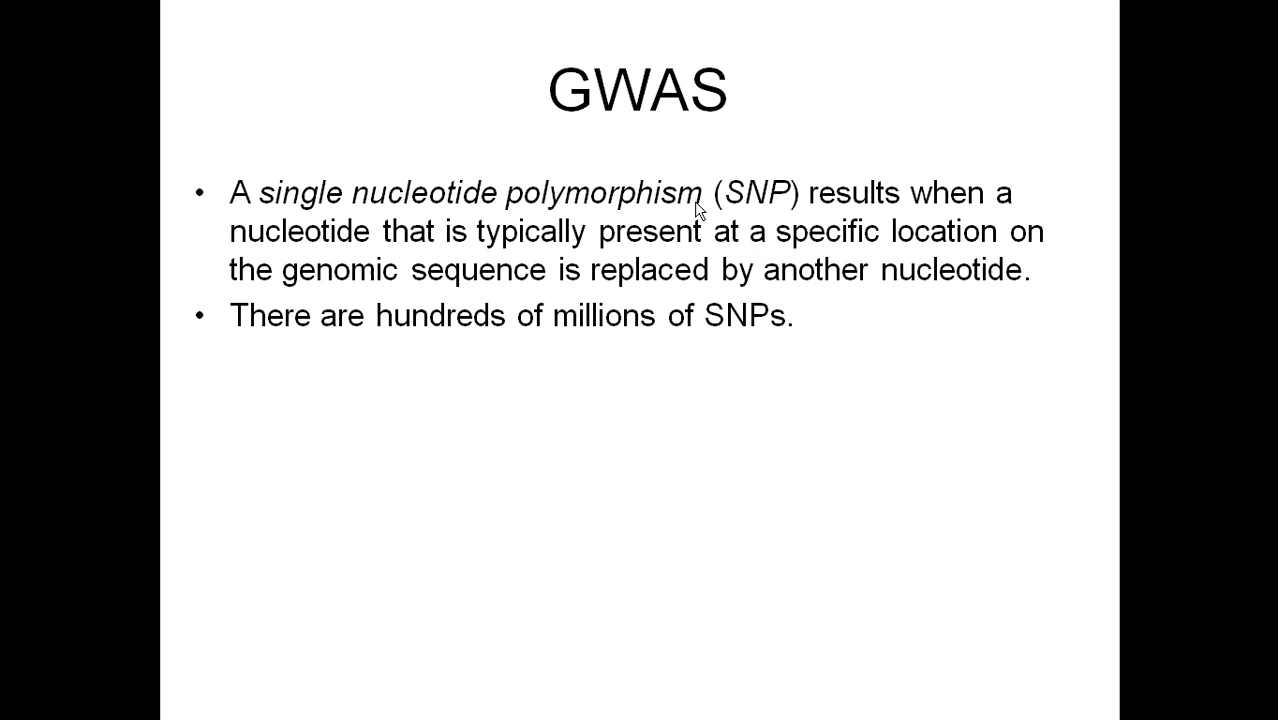 GWAS
• A single nucleotide polymorphism (SNP) results when a
nucleotide that is typically present at a specific location on
the genomic sequence is replaced by another nucleotide.
• There are hundreds of millions of SNPs.